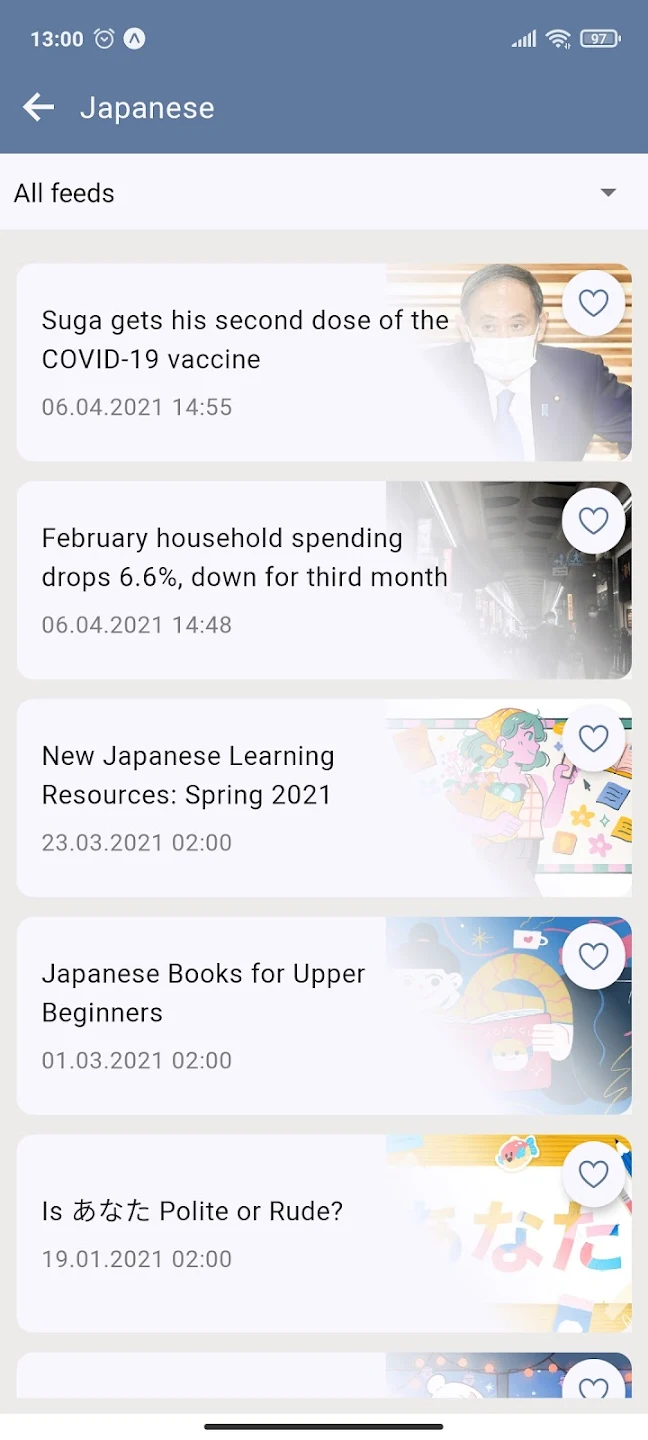 13:00
97
Japanese
All feeds
Suga gets his second dose of the
COVID-19 vaccine
06.04.2021 14:55
February household spending
drops 6.6%, down for third month
06.04.2021 14:48
New Japanese Learning
Resources: Spring 2021
23.03.2021 02:00
Japanese Books for Upper
Beginners
01.03.2021 02:00
Is あなた Polite or Rude?
19.01.2021 02:00
あなた